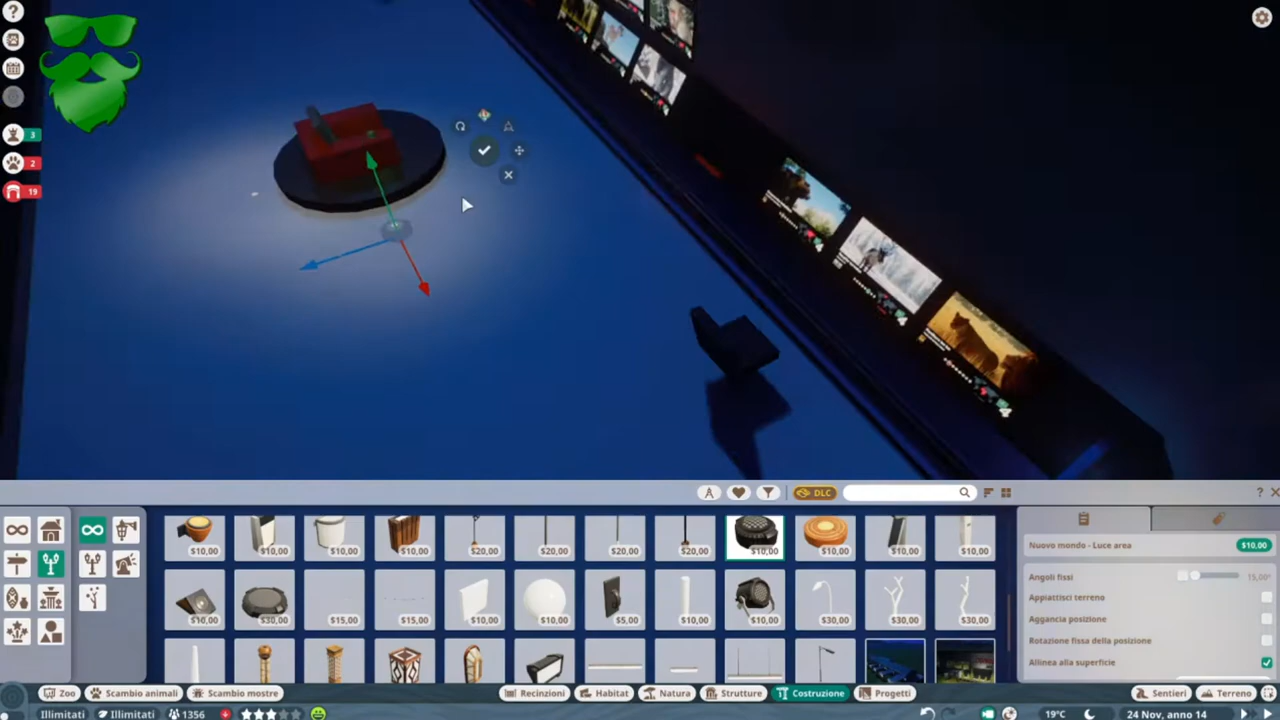 ?
3
2
19
DLC
? X
$10,00 $10,00 $10,00 $10,00 $20,00 $20,00 $20,00 $20,00 $10,00 $10,00 $10,00 $10,00
$10,00 $30,00 $15,00 $15,00 $10,00 $10,00 $5,00 $10,00 $10,00 $30,00 $30,00 $30,00
Nuovo mondo - Luce area $10,00
Angoli fissi 15,00°
Appiattisci terreno
Aggancia posizione
Rotazione fissa della posizione
Allinea alla superficie
Zoo Scambio animali Scambio mostre Recinzioni Habitat Natura Strutture Costruzione Progetti Sentieri Terreno
Illimitati Illimitati 1356 19°C 24 Nov, anno 14